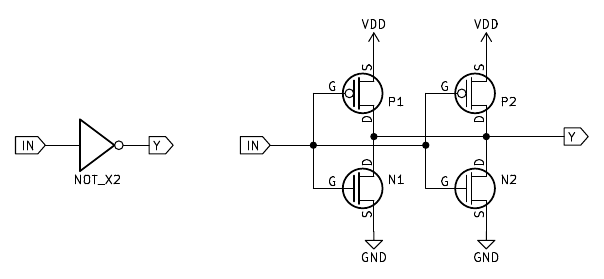 VDD VDD
S S
G P1 G P2
D D
IN Y IN Y
NOT_X2
D D
G N1 G N2
S S
GND GND